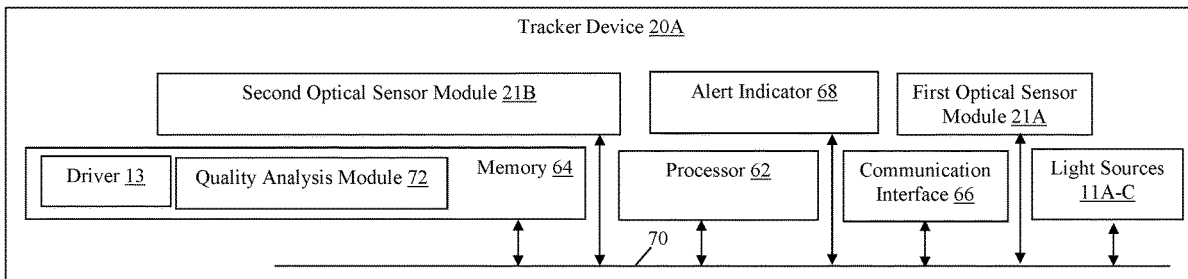 Tracker Device 20A
Second Optical Sensor Module 21B
Alert Indicator 68
First Optical Sensor
Module 21A
Driver 13
Quality Analysis Module 72
Memory 64
Processor 62
Communication
Interface 66
Light Sources
11A-C
70